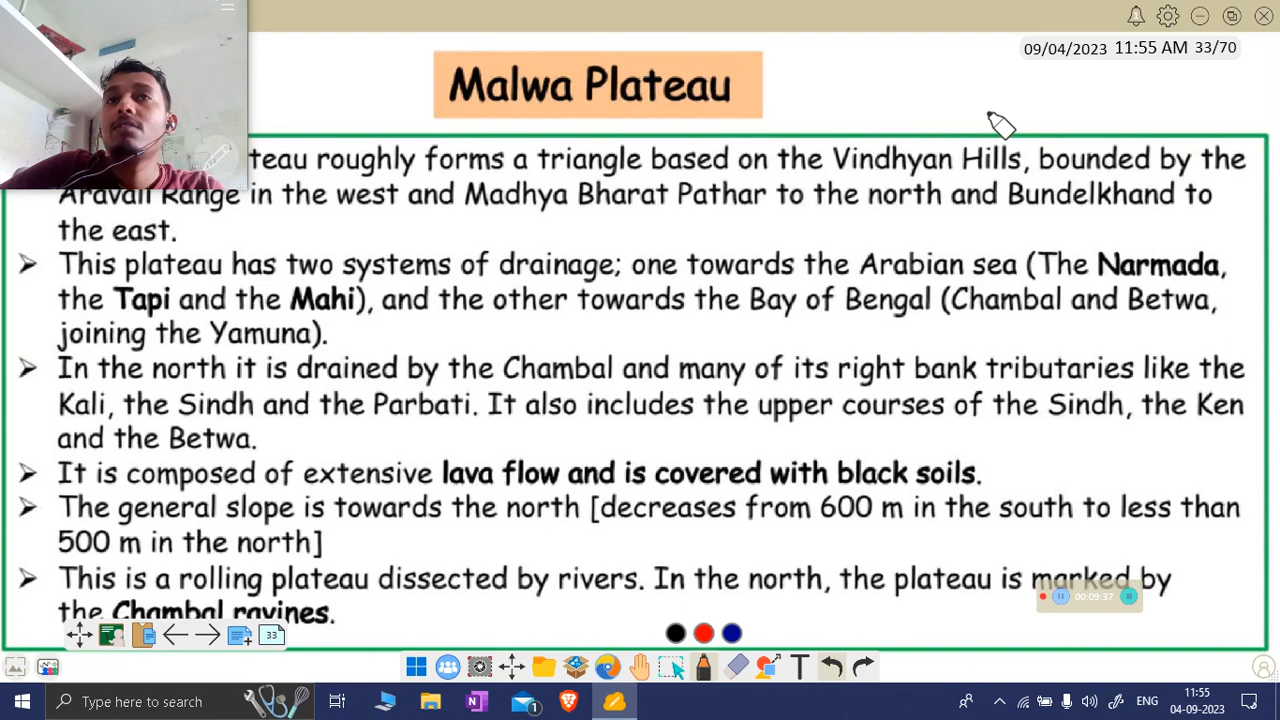 09/04/2023 11:55 AM 33/70
Malwa Plateau
teau roughly forms a triangle based on the Vindhyan Hills, bounded by the
Aravali Range in the west and Madhya Bharat Pathar to the north and Bundelkhand to
the east.
➢ This plateau has two systems of drainage; one towards the Arabian sea (The Narmada,
the Tapi and the Mahi), and the other towards the Bay of Bengal (Chambal and Betwa,
joining the Yamuna).
➢ In the north it is drained by the Chambal and many of its right bank tributaries like the
Kali, the Sindh and the Parbati. It also includes the upper courses of the Sindh, the Ken
and the Betwa.
➢ It is composed of extensive lava flow and is covered with black soils.
➢ The general slope is towards the north [decreases from 600 m in the south to less than
500 m in the north]
➢ This is a rolling plateau dissected by rivers. In the north, the plateau is marked by
the Chambal ravines.
00:09:37
33
T
Type here to search
N
1
ENG
11:55
04-09-2023